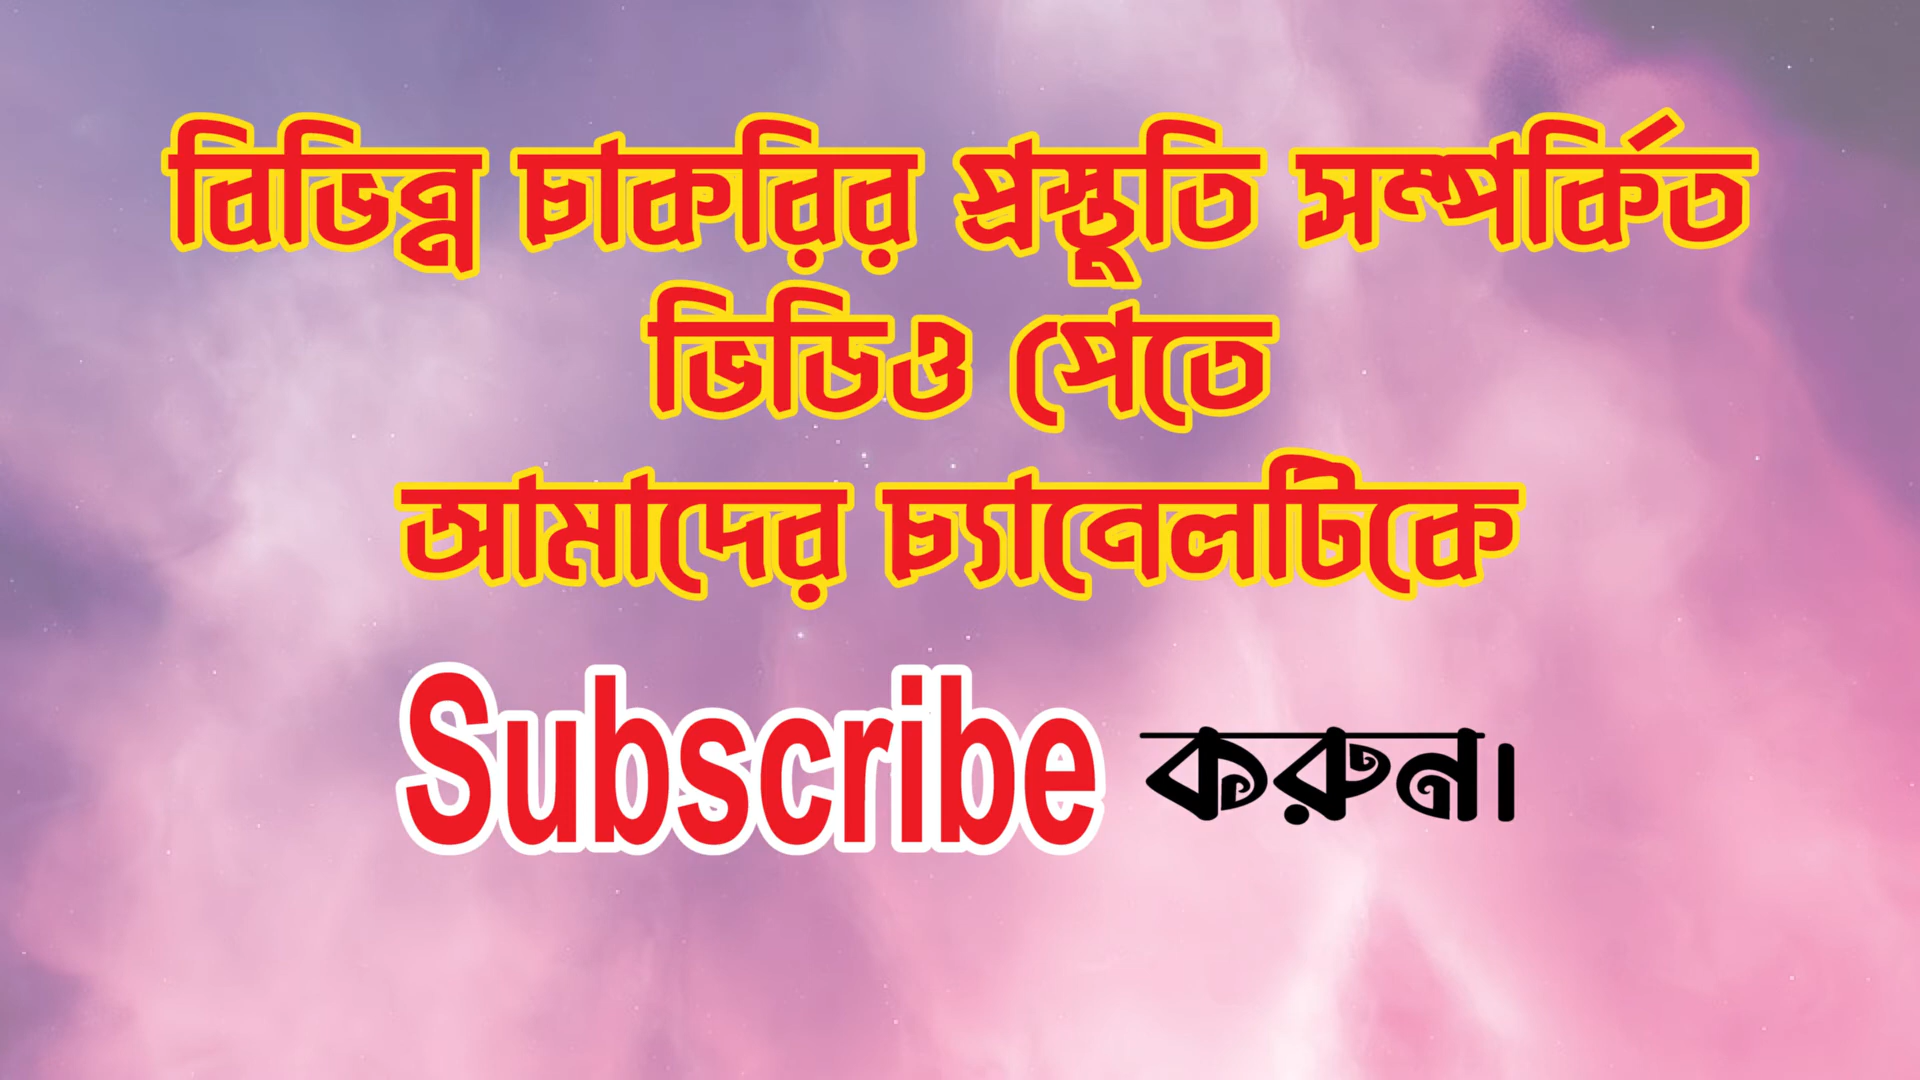 বিভিন্ন চাকরির প্রস্তুতি সম্পর্কিত
ভিডিও পেতে
আমাদের চ্যানেলটিকে
Subscribe করুন।